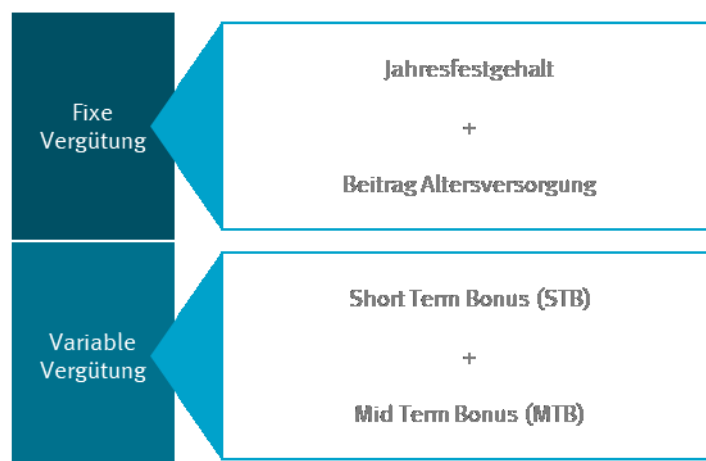 Fixe
Vergütung
Jahresfestgehalt
+
Beitrag Altersversorgung
Variable
Vergütung
Short Term Bonus (STB)
+
Mid Term Bonus (MTB)